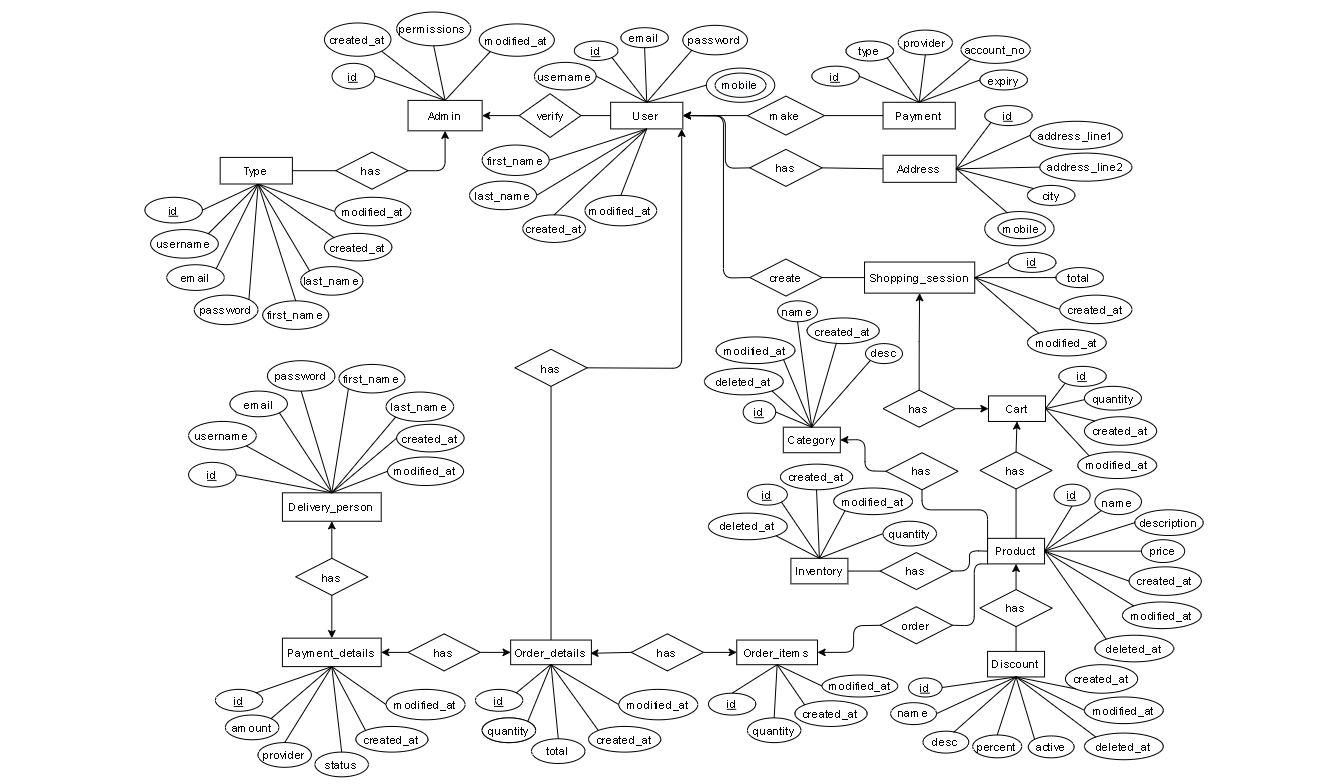 permissions
created_at
modified_at
id
Admin
verify
email
id
password
username
mobile
User
first_name
last_name
created_at
modified_at
make
provider
type
account_no
id
expiry
Payment
has
Address
id
address_line1
address_line2
city
mobile
Type
has
id
modified_at
username
created_at
email
last_name
password
first_name
create
Shopping_session
id
total
created_at
modified_at
has
name
created_at
modified_at
desc
deleted_at
id
Category
has
Cart
id
quantity
created_at
modified_at
has
has
password
first_name
email
last_name
username
created_at
id
modified_at
Delivery_person
has
created_at
id
modified_at
deleted_at
quantity
Inventory
has
Product
id
name
description
price
created_at
modified_at
deleted_at
has
order
Payment_details
has
Order_details
has
Order_items
Discount
id
modified_at
amount
created_at
provider
status
id
modified_at
quantity
created_at
total
id
modified_at
created_at
quantity
id
created_at
name
modified_at
desc
percent
active
deleted_at